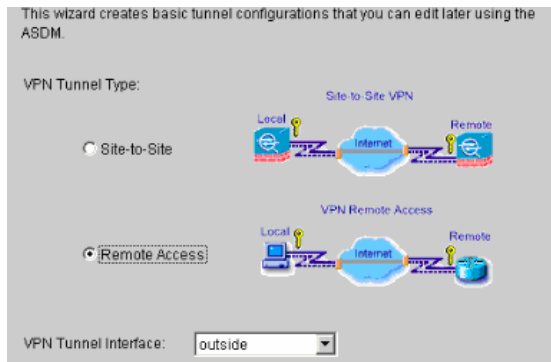 This wizard creates basic tunnel configurations that you can edit later using the
ASDM.
VPN Tunnel Type:
Site-to-Site VPN
Local
Remote
Internet
Site-to-Site
VPN Remote Access
Local
Remote
Internet
Remote Access
VPN Tunnel Interface:
outside